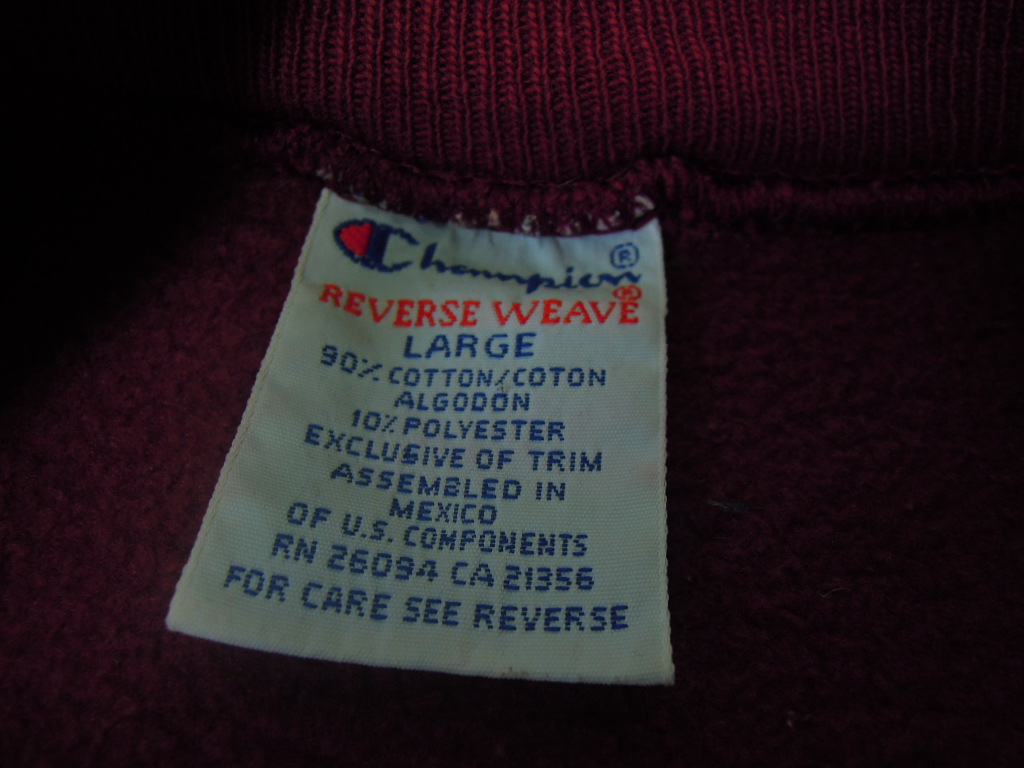 Champion®
REVERSE WEAVE®
LARGE
90% COTTON/COTON
ALGODON
10% POLYESTER
EXCLUSIVE OF TRIM
ASSEMBLED IN
MEXICO
OF U.S. COMPONENTS
RN 26094 CA 21356
FOR CARE SEE REVERSE